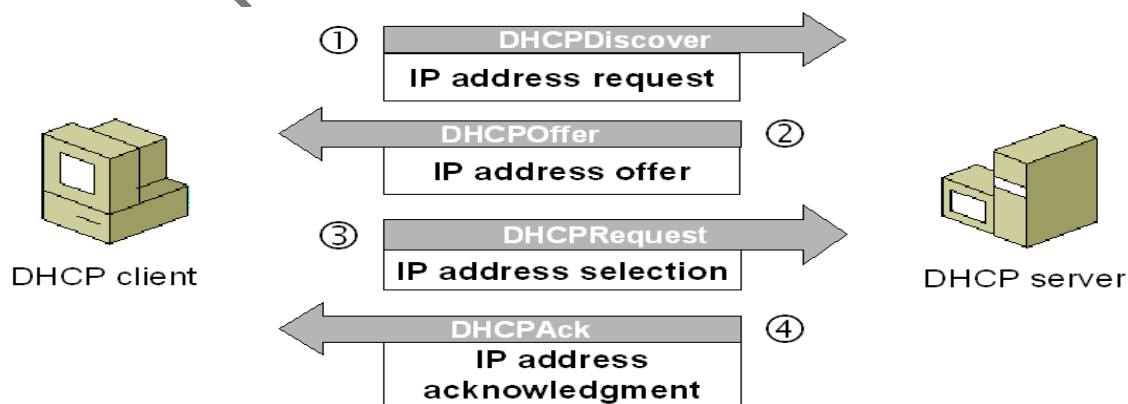 ① DHCPDiscover
IP address request
DHCPOffer ②
IP address offer
③ DHCPRequest
IP address selection
DHCP client
DHCP server
DHCPAck ④
IP address
acknowledgment